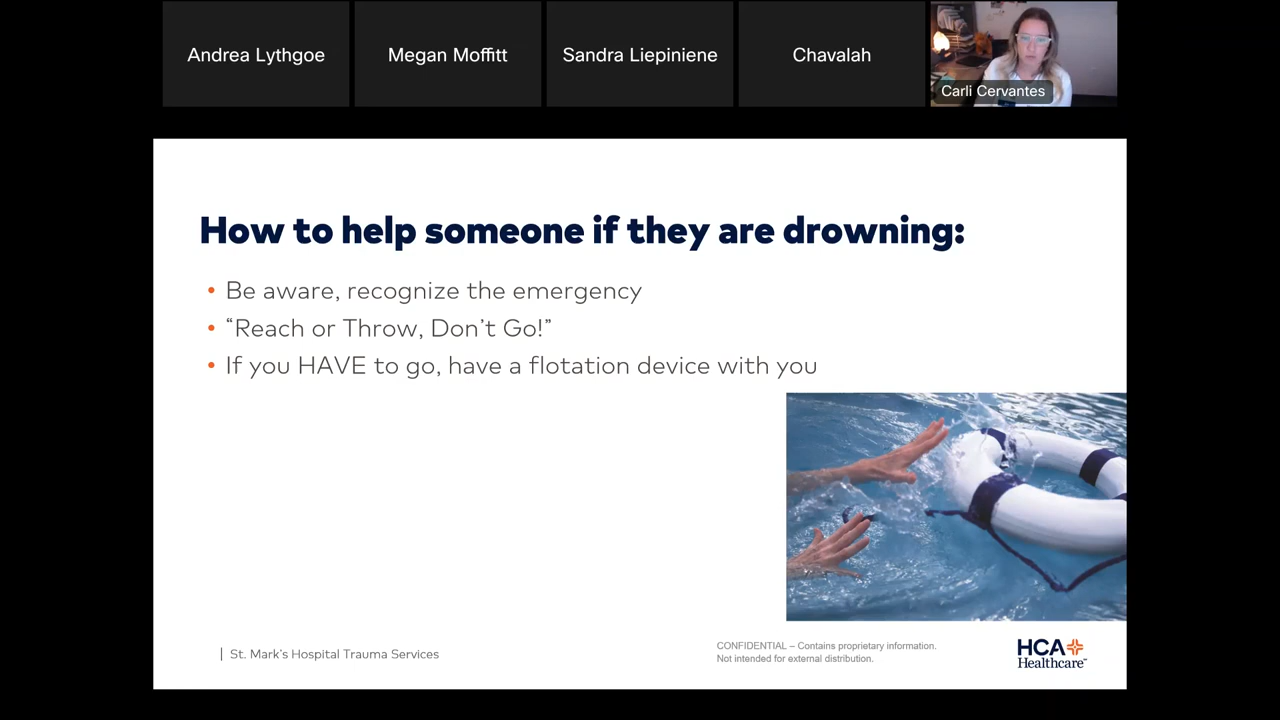 Andrea Lythgoe
Megan Moffitt
Sandra Liepiniene
Chavalah
Carli Cervantes
How to help someone if they are drowning:
• Be aware, recognize the emergency
• “Reach or Throw, Don’t Go!”
• If you HAVE to go, have a flotation device with you
| St. Mark’s Hospital Trauma Services
CONFIDENTIAL – Contains proprietary information.
Not intended for external distribution.
HCA
Healthcare™